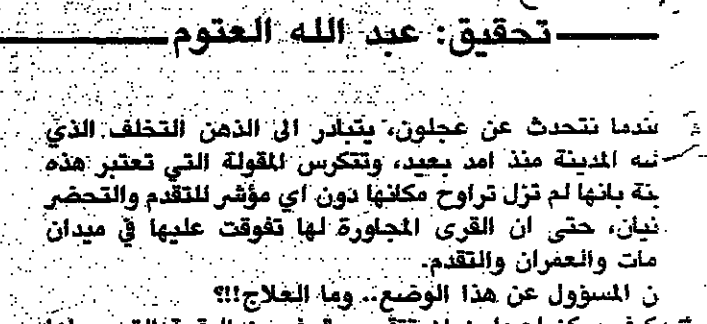 تحقيق: عبد الله العتوم
نتحدث عن عجلون، يتبادر الى الذهن التخلف الذي
المدينة منذ امد بعيد، وتتكرس المقولة التي تعتبر هذه
بانها لم تزل تراوح مكانها دون اي مؤشر للتقدم والتحضر
حتى ان القرى المجاورة لها تفوقت عليها في ميدان
والعمران والتقدم.
المسؤول عن هذا الوضع.. وما العلاج!!؟